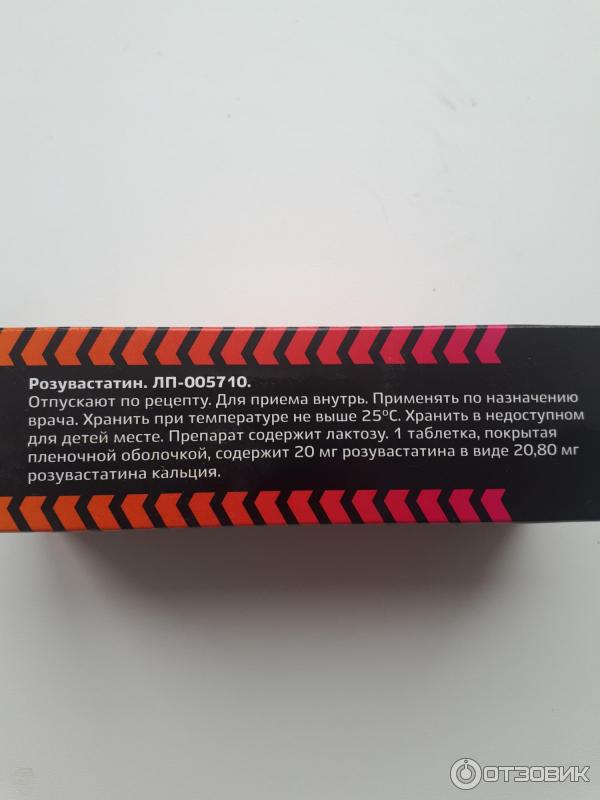 Розувастатин. ЛП-005710.
Отпускают по рецепту. Для приема внутрь. Применять по назначению
врача. Хранить при температуре не выше 25ºС. Хранить в недоступном
для детей месте. Препарат содержит лактозу. 1 таблетка, покрытая
пленочной оболочкой, содержит 20 мг розувастатина в виде 20,80 мг
розувастатина кальция.
ОТЗОВИК